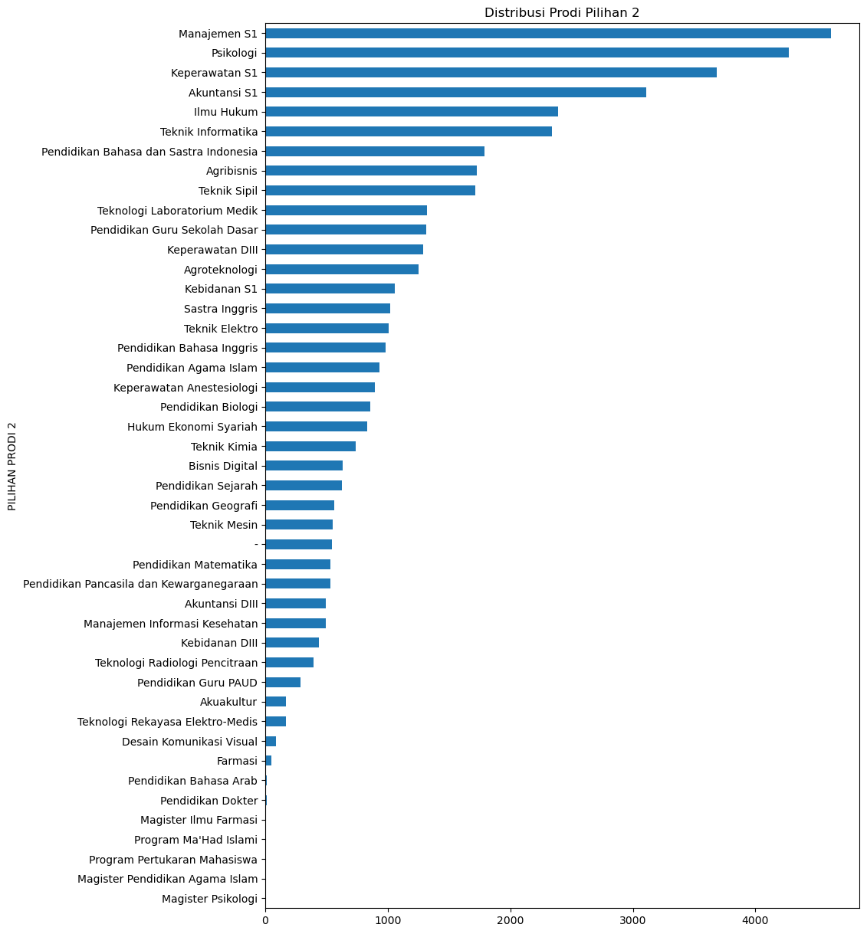 Distribusi Prodi Pilihan 2
PILIHAN PRODI 2
Manajemen S1
Psikologi
Keperawatan S1
Akuntansi S1
Ilmu Hukum
Teknik Informatika
Pendidikan Bahasa dan Sastra Indonesia
Agribisnis
Teknik Sipil
Teknologi Laboratorium Medik
Pendidikan Guru Sekolah Dasar
Keperawatan DIII
Agroteknologi
Kebidanan S1
Sastra Inggris
Teknik Elektro
Pendidikan Bahasa Inggris
Pendidikan Agama Islam
Keperawatan Anestesiologi
Pendidikan Biologi
Hukum Ekonomi Syariah
Teknik Kimia
Bisnis Digital
Pendidikan Sejarah
Pendidikan Geografi
Teknik Mesin
-
Pendidikan Matematika
Pendidikan Pancasila dan Kewarganegaraan
Akuntansi DIII
Manajemen Informasi Kesehatan
Kebidanan DIII
Teknologi Radiologi Pencitraan
Pendidikan Guru PAUD
Akuakultur
Teknologi Rekayasa Elektro-Medis
Desain Komunikasi Visual
Farmasi
Pendidikan Bahasa Arab
Pendidikan Dokter
Magister Ilmu Farmasi
Program Ma'Had Islami
Program Pertukaran Mahasiswa
Magister Pendidikan Agama Islam
Magister Psikologi
0 1000 2000 3000 4000